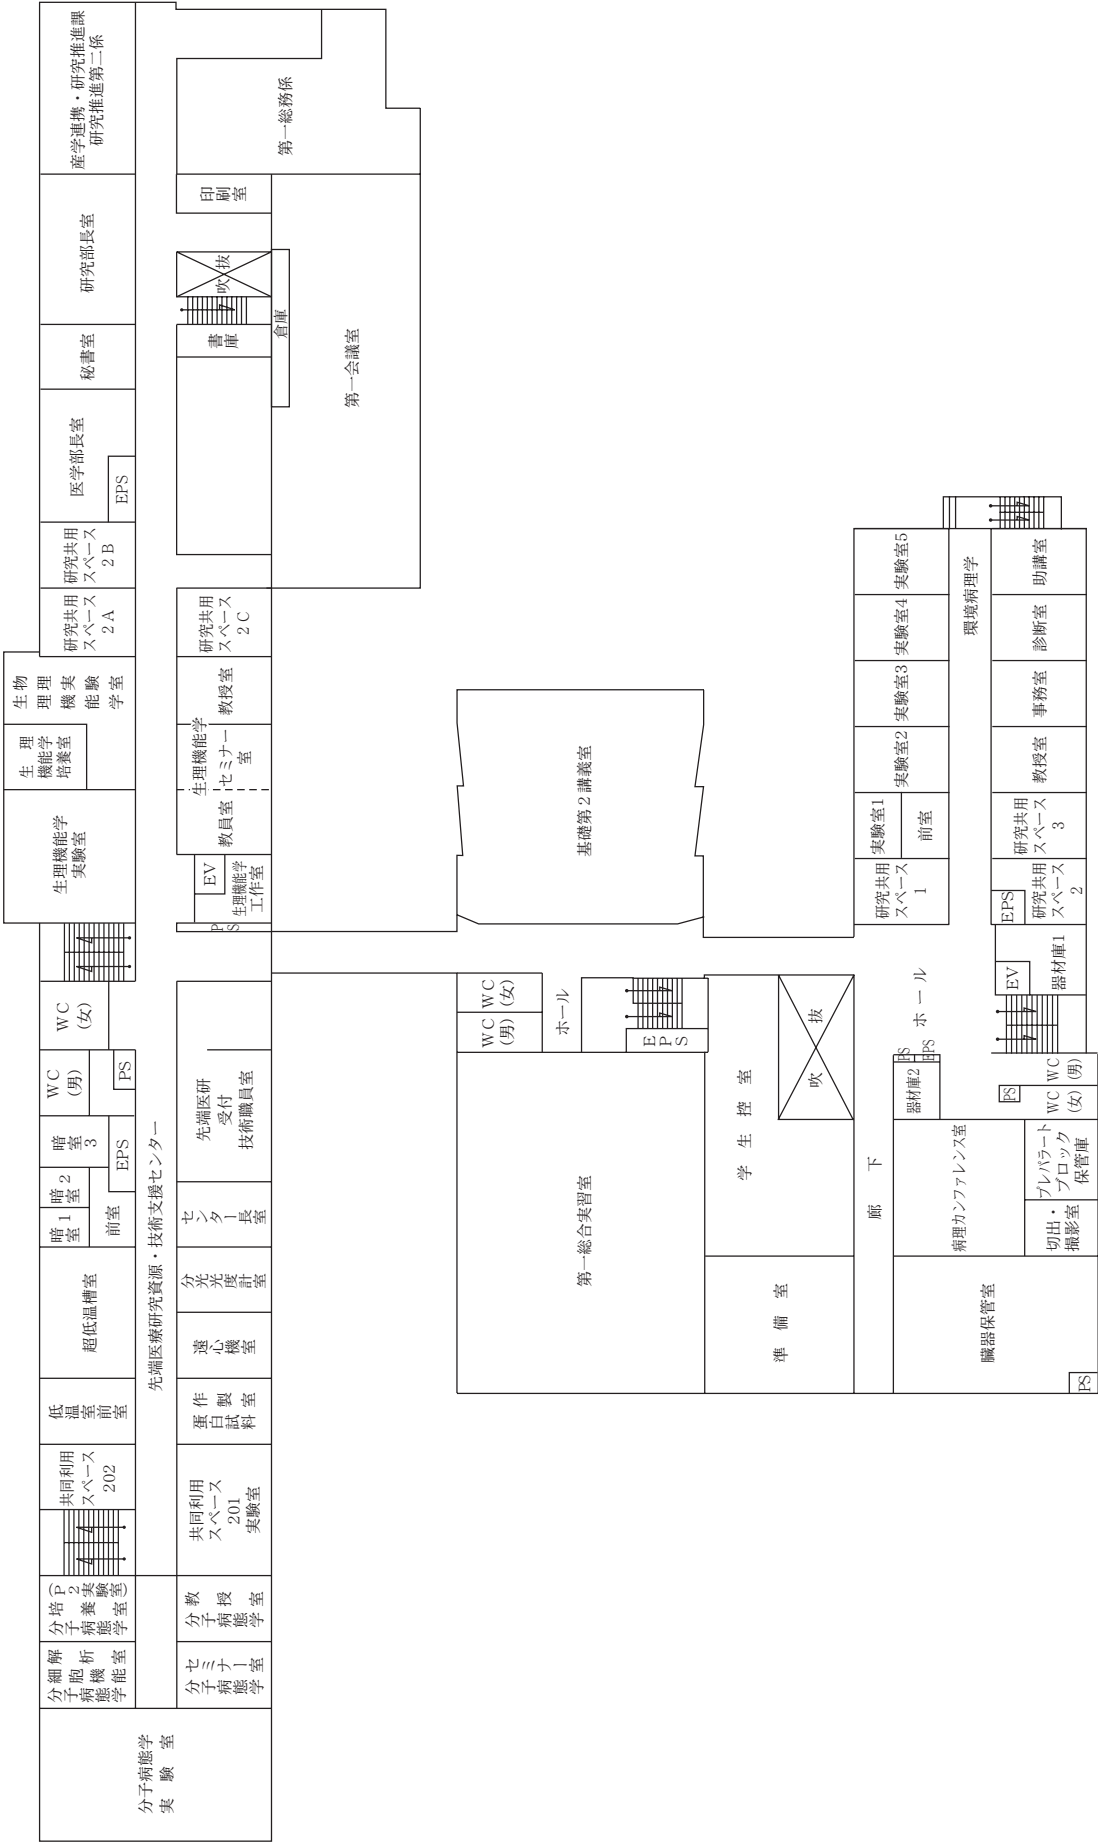 分子病態学
実験室
分子病態学
細胞機能
解析室
分子病態学
培養室
(P2実験室)
共同利用
スペース
202
低温室
前室
超低温槽室
暗室1
暗室2
前室
暗室3
EPS
WC
(男)
PS
WC
(女)
生理機能学
実験室
生理
機能学
培養室
生理機能学
物理実験室
研究共用
スペース
2A
研究共用
スペース
2B
医学部長室
EPS
秘書室
研究部長室
産学連携・研究推進課
研究推進第二係
先端医療研究資源・技術支援センター
分子病態学
セミナー室
分子病態学
教授室
共同利用
スペース
201
実験室
蛋白試料
作製室
遠心機室
分光光度計室
センター長室
先端医研
受付
技術職員室
PS
EV
生理機能学
工作室
教員室
生理機能学
セミナー
室
教授室
研究共用
スペース
2C
書庫
吹抜
印刷室
倉庫
第一会議室
第一総務係
第一総合実習室
WC
(男)
WC
(女)
ホール
EPS
基礎第2講義室
準備室
学生控室
吹抜
廊下
ホール
臓器保管室
PS
病理カンファレンス室
切出・
撮影室
プレパラート
ブロック
保管庫
器材庫2
PS
EPS
PS
WC
(女)
WC
(男)
EV
器材庫1
EPS
研究共用
スペース
1
実験室1
前室
実験室2
実験室3
実験室4
実験室5
環境病理学
研究共用
スペース
2
研究共用
スペース
3
教授室
事務室
診断室
助講室